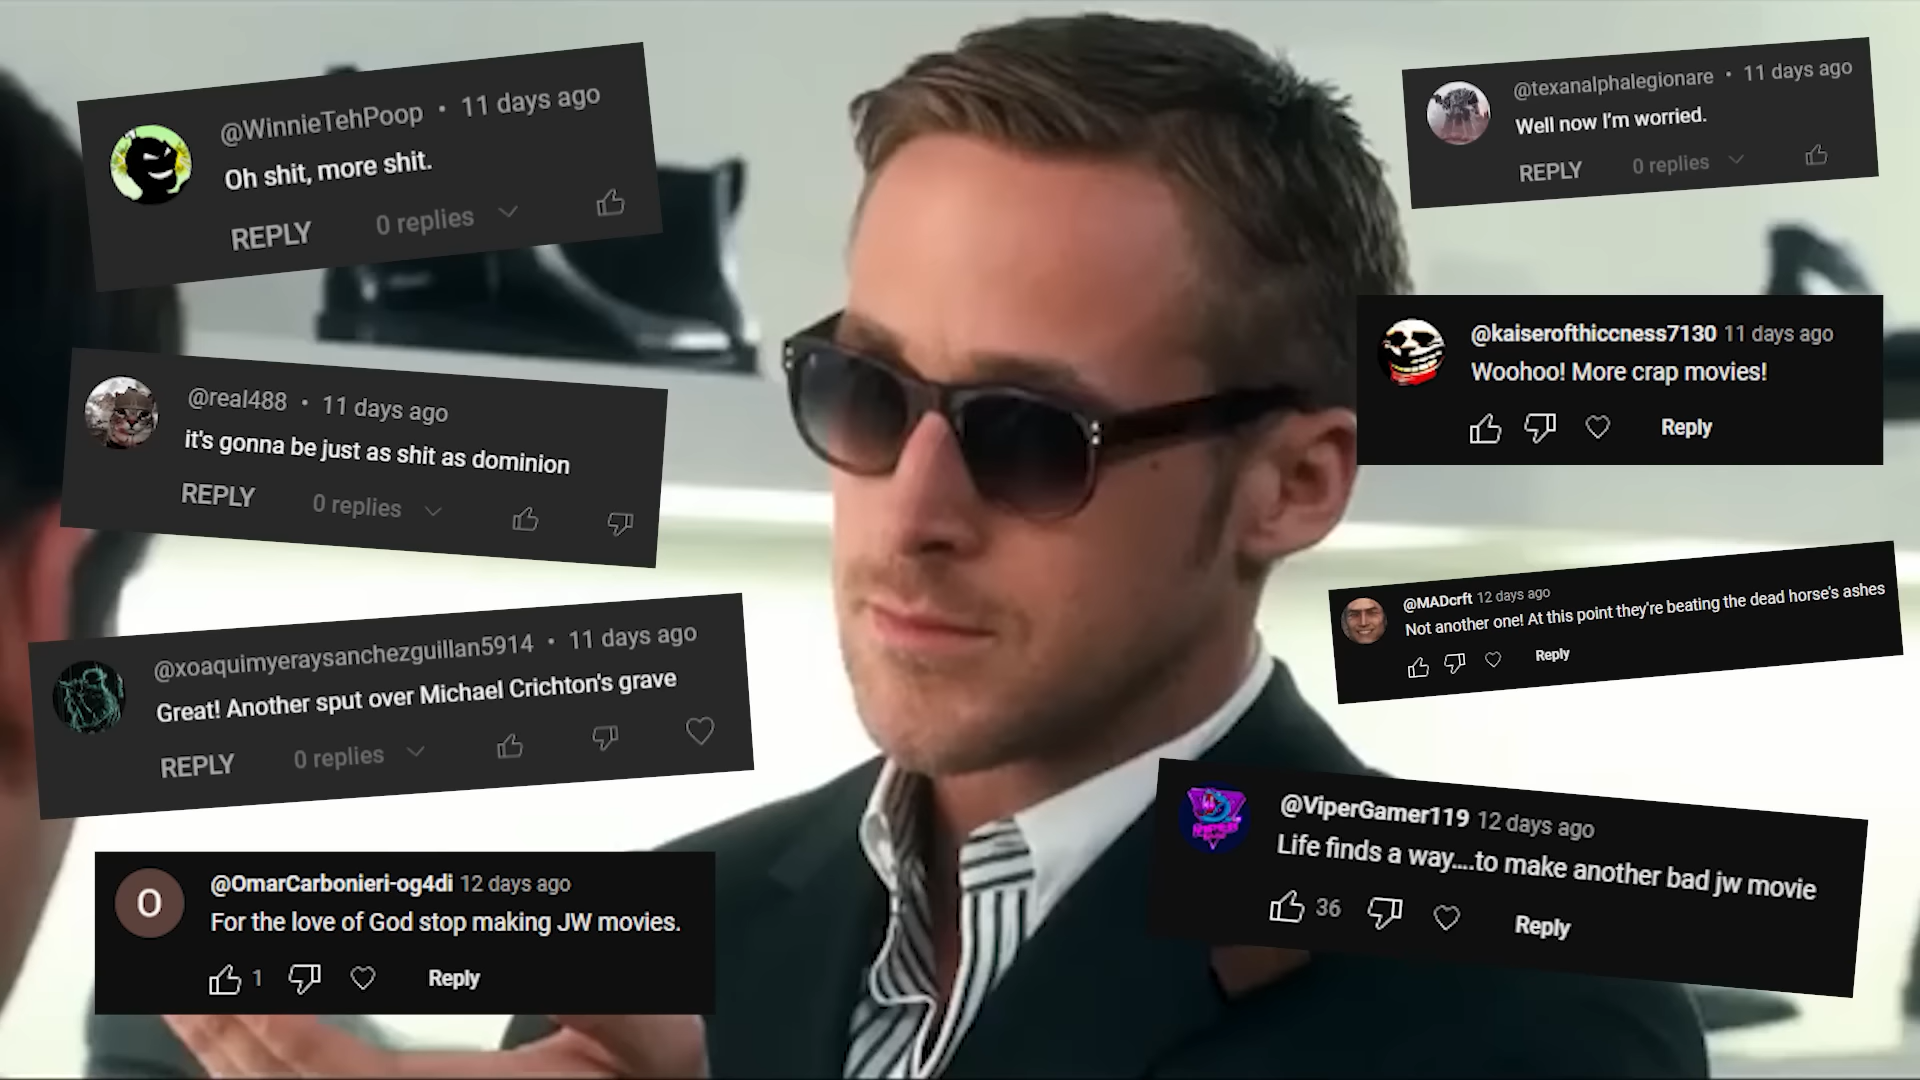 @WinnieTehPoop • 11 days ago
Oh shit, more shit.
REPLY 0 replies
@real488 • 11 days ago
it's gonna be just as shit as dominion
REPLY 0 replies
@xoaquimyeraysanchezguillan5914 • 11 days ago
Great! Another sput over Michael Crichton's grave
REPLY 0 replies
O
@OmarCarbonieri-og4di 12 days ago
For the love of God stop making JW movies.
1 Reply
@texanalphalegionare • 11 days ago
Well now I'm worried.
REPLY 0 replies
@kaiserofthiccness7130 11 days ago
Woohoo! More crap movies!
Reply
@MADcrft 12 days ago
Not another one! At this point they're beating the dead horse's ashes
Reply
@ViperGamer119 12 days ago
Life finds a way....to make another bad jw movie
36 Reply